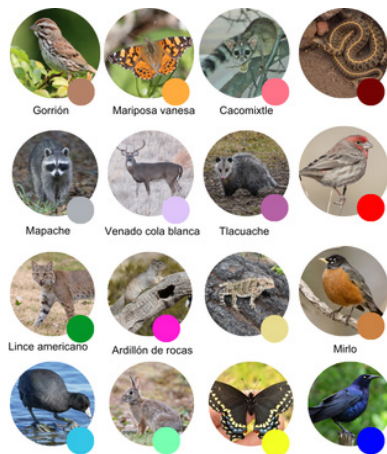 Gorrión
Mariposa vanesa
Cacomixtle
Mapache
Venado cola blanca
Tlacuache
Lince americano
Ardillón de rocas
Mirlo